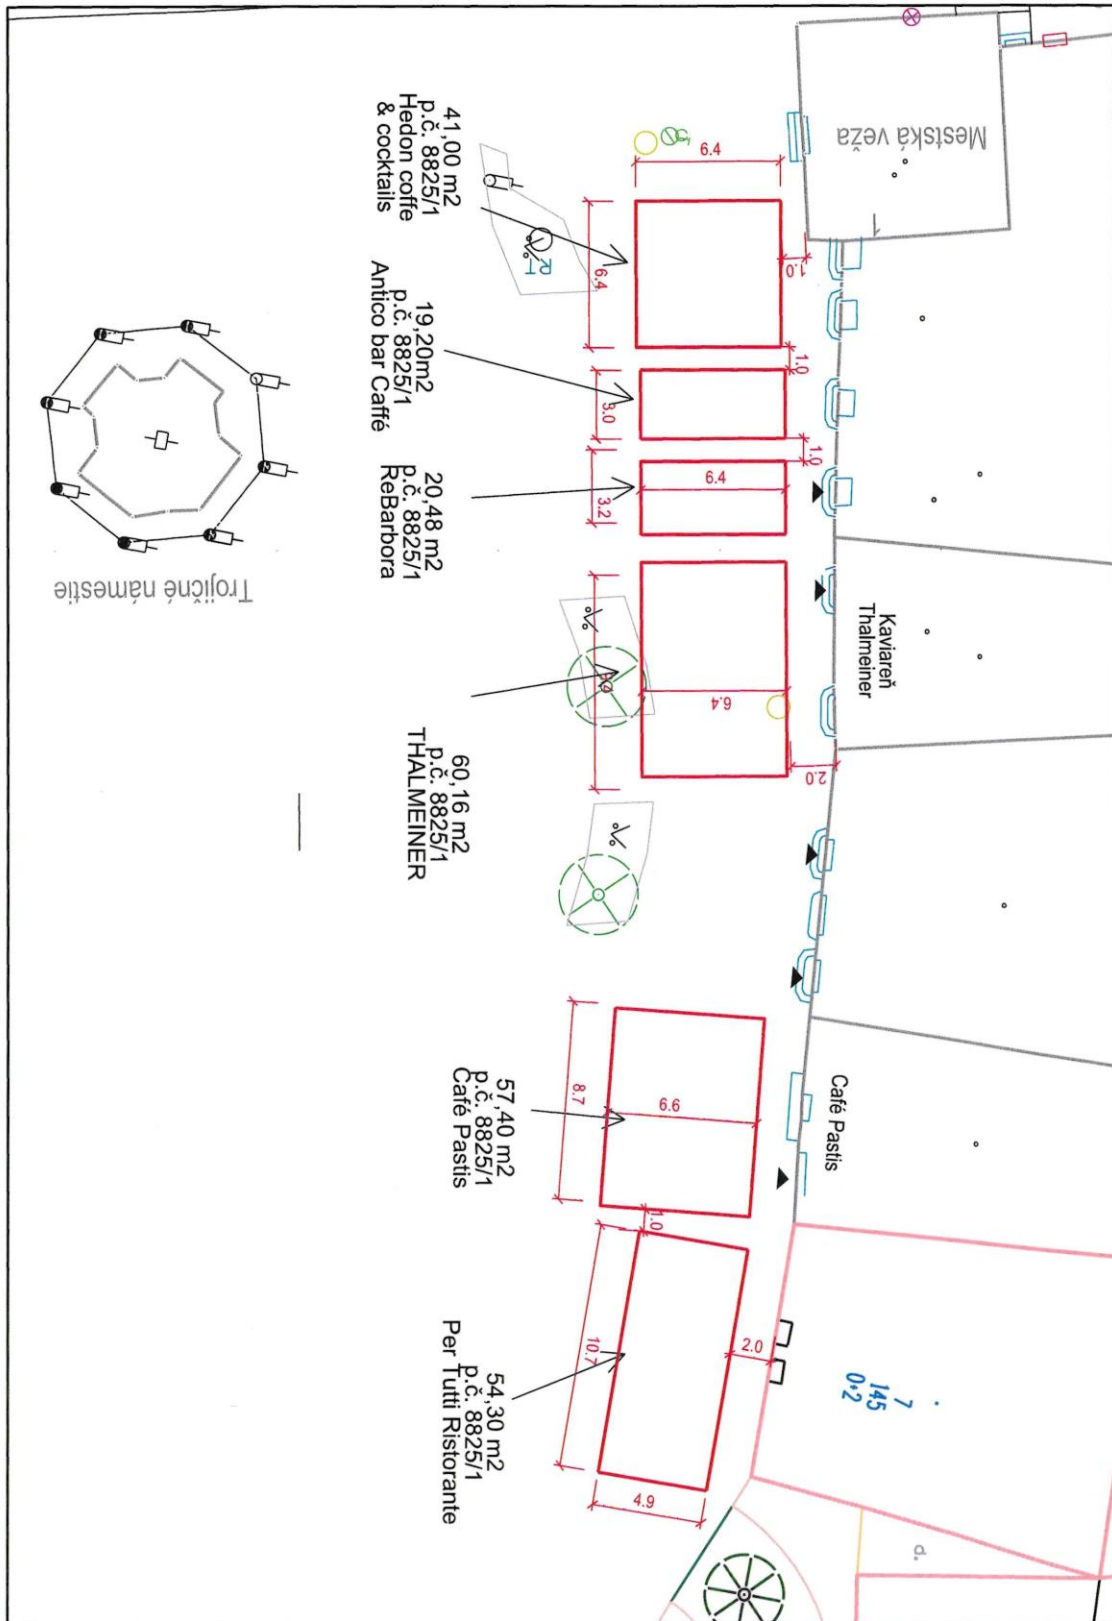 Mestská veža
41,00 m2
p.č. 8825/1
Hedon coffe
& cocktails
6.4
6.4
1.0
19,20m2
p.č. 8825/1
Antico bar Caffé
3.0
1.0
1.0
20,48 m2
p.č. 8825/1
ReBarbora
6.4
3.2
Trojičné námestie
Kaviareň
Thalmeiner
60,16 m2
p.č. 8825/1
THALMEINER
6.4
2.0
57,40 m2
p.č. 8825/1
Café Pastis
8.7
6.6
Café Pastis
1.0
54,30 m2
p.č. 8825/1
Per Tutti Ristorante
10.7
4.9
2.0
7
145
0•2
d.